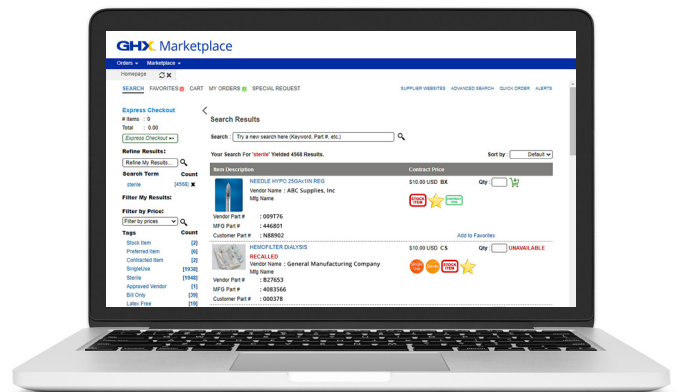 GHX Marketplace
Orders Marketplace
Homepage
SEARCH FAVORITES CART MY ORDERS SPECIAL REQUEST
SUPPLIER WEBSITES ADVANCED SEARCH QUICK ORDER ALERTS
Express Checkout
# Items : 0
Total : 0.00
Express Checkout
Refine Results:
Refine My Results...
Search Term Count
sterile [4568] ×
Filter My Results:
Filter by Price:
Filter by prices
Tags Count
Stock Item [2]
Preferred Item [6]
Contracted Item [2]
SingleUse [1938]
Sterile [1940]
Approved Vendor [1]
Bill Only [39]
Latex Free [19]
Search Results
Search : Try a new search here (Keyword, Part #, etc.)
Your Search For 'sterile' Yielded 4568 Results.
Sort by : Default
Item Description Contract Price
NEEDLE HYPO 25GAx1IN REG
Vendor Name : ABC Supplies, Inc
Mfg Name
Vendor Part # : 009T76
MFG Part # : 446801
Customer Part # : N88902
$10.00 USD BX Qty :
STOCK ITEM
Add to Favorites
HEMOFILTER DIALYSIS
RECALLED
Vendor Name : General Manufacturing Company
Mfg Name
Vendor Part # : B27653
MFG Part # : 4083566
Customer Part # : 000378
$10.00 USD CS Qty : UNAVAILABLE
STOCK ITEM